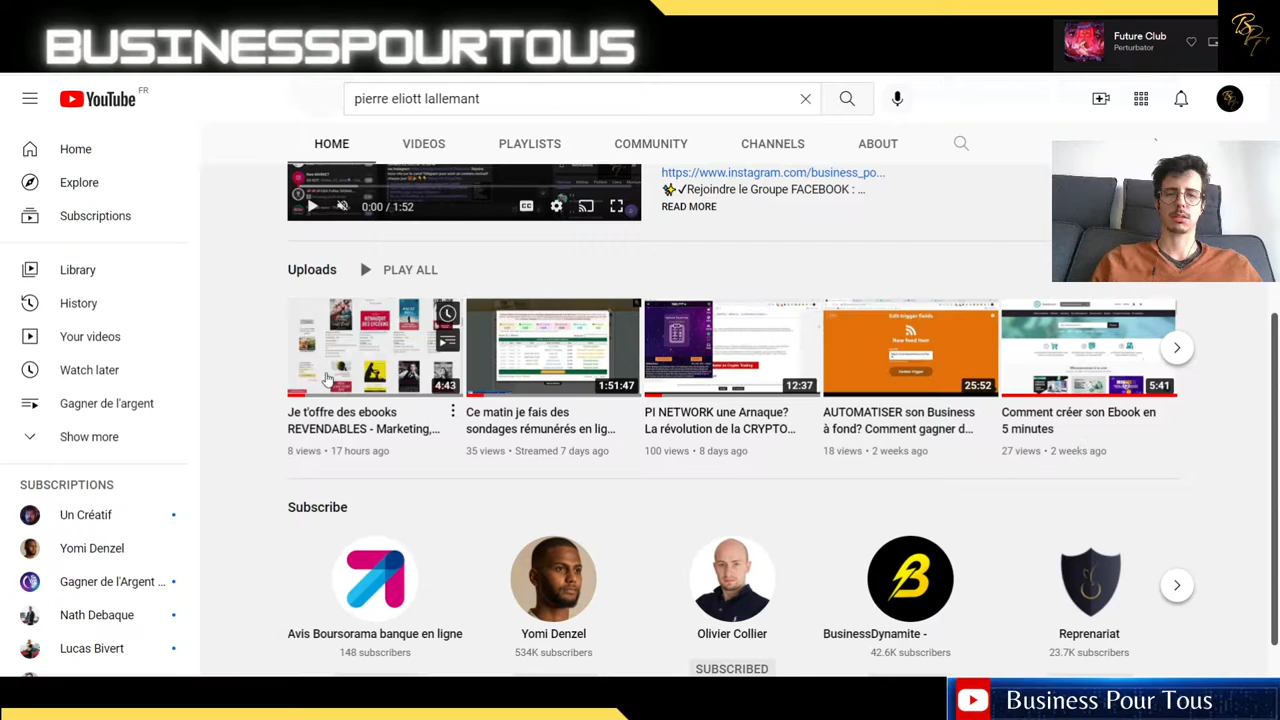 BUSINESSPOURTOUS
Future Club
Perturbator
YouTube FR
pierre eliott lallemant
Home
Explore
Subscriptions
Library
History
Your videos
Watch later
Gagner de l'argent
Show more
SUBSCRIPTIONS
Un Créatif
Yomi Denzel
Gagner de l'Argent ...
Nath Debaque
Lucas Bivert
HOME VIDEOS PLAYLISTS COMMUNITY CHANNELS ABOUT
https://www.instagram.com/business_po...
✨✓Rejoindre le Groupe FACEBOOK : ...
READ MORE
0:00 / 1:52
Uploads PLAY ALL
4:43
1:51:47
12:37
Edit trigger fields
25:52
5:41
Je t'offre des ebooks
REVENDABLES - Marketing,...
8 views • 17 hours ago
Ce matin je fais des
sondages rémunérés en lig...
35 views • Streamed 7 days ago
PI NETWORK une Arnaque?
La révolution de la CRYPTO...
100 views • 8 days ago
AUTOMATISER son Business
à fond? Comment gagner d...
18 views • 2 weeks ago
Comment créer son Ebook en
5 minutes
27 views • 2 weeks ago
Subscribe
Avis Boursorama banque en ligne
148 subscribers
Yomi Denzel
534K subscribers
Olivier Collier
SUBSCRIBED
BusinessDynamite -
42.6K subscribers
Reprenariat
23.7K subscribers
Business Pour Tous